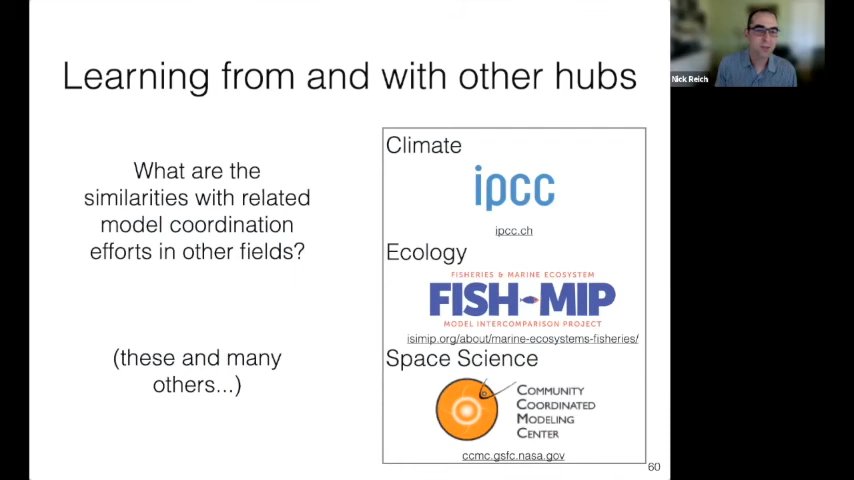 Learning from and with other hubs
What are the
similarities with related
model coordination
efforts in other fields?
(these and many
others...)
Climate
ipcc
ipcc.ch
Ecology
FISHERIES & MARINE ECOSYSTEM
FISH-MIP
MODEL INTERCOMPARISON PROJECT
isimip.org/about/marine-ecosystems-fisheries/
Space Science
COMMUNITY
COORDINATED
MODELING
CENTER
ccmc.gsfc.nasa.gov
60
Nick Reich